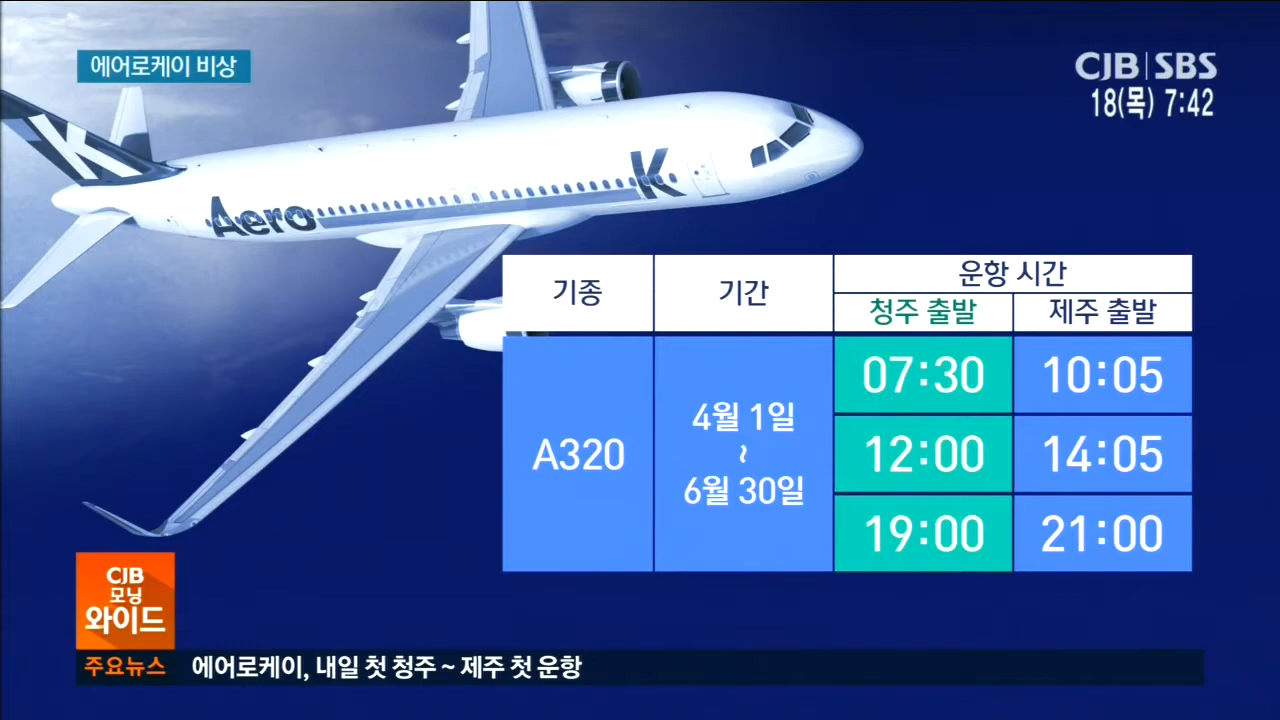 에어로케이 비상
CJB SBS
18(목) 7:42
K
Aero K
기종
기간
운항 시간
청주 출발
제주 출발
A320
4월 1일
~
6월 30일
07:30
10:05
12:00
14:05
19:00
21:00
CJB
모닝
와이드
주요뉴스 에어로케이, 내일 첫 청주 ~ 제주 첫 운항